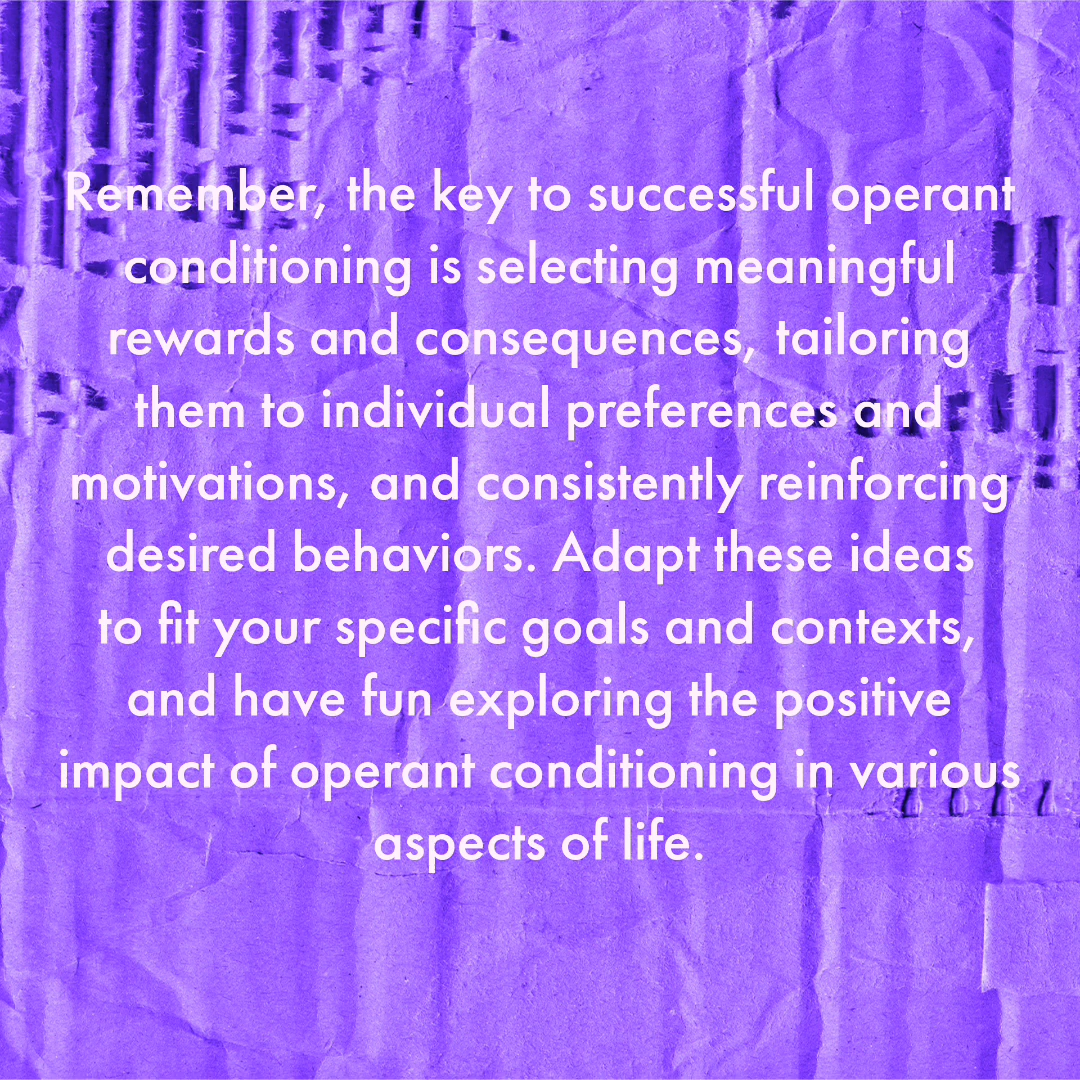 Remember, the key to successful operant
conditioning is selecting meaningful
rewards and consequences, tailoring
them to individual preferences and
motivations, and consistently reinforcing
desired behaviors. Adapt these ideas
to fit your specific goals and contexts,
and have fun exploring the positive
impact of operant conditioning in various
aspects of life.